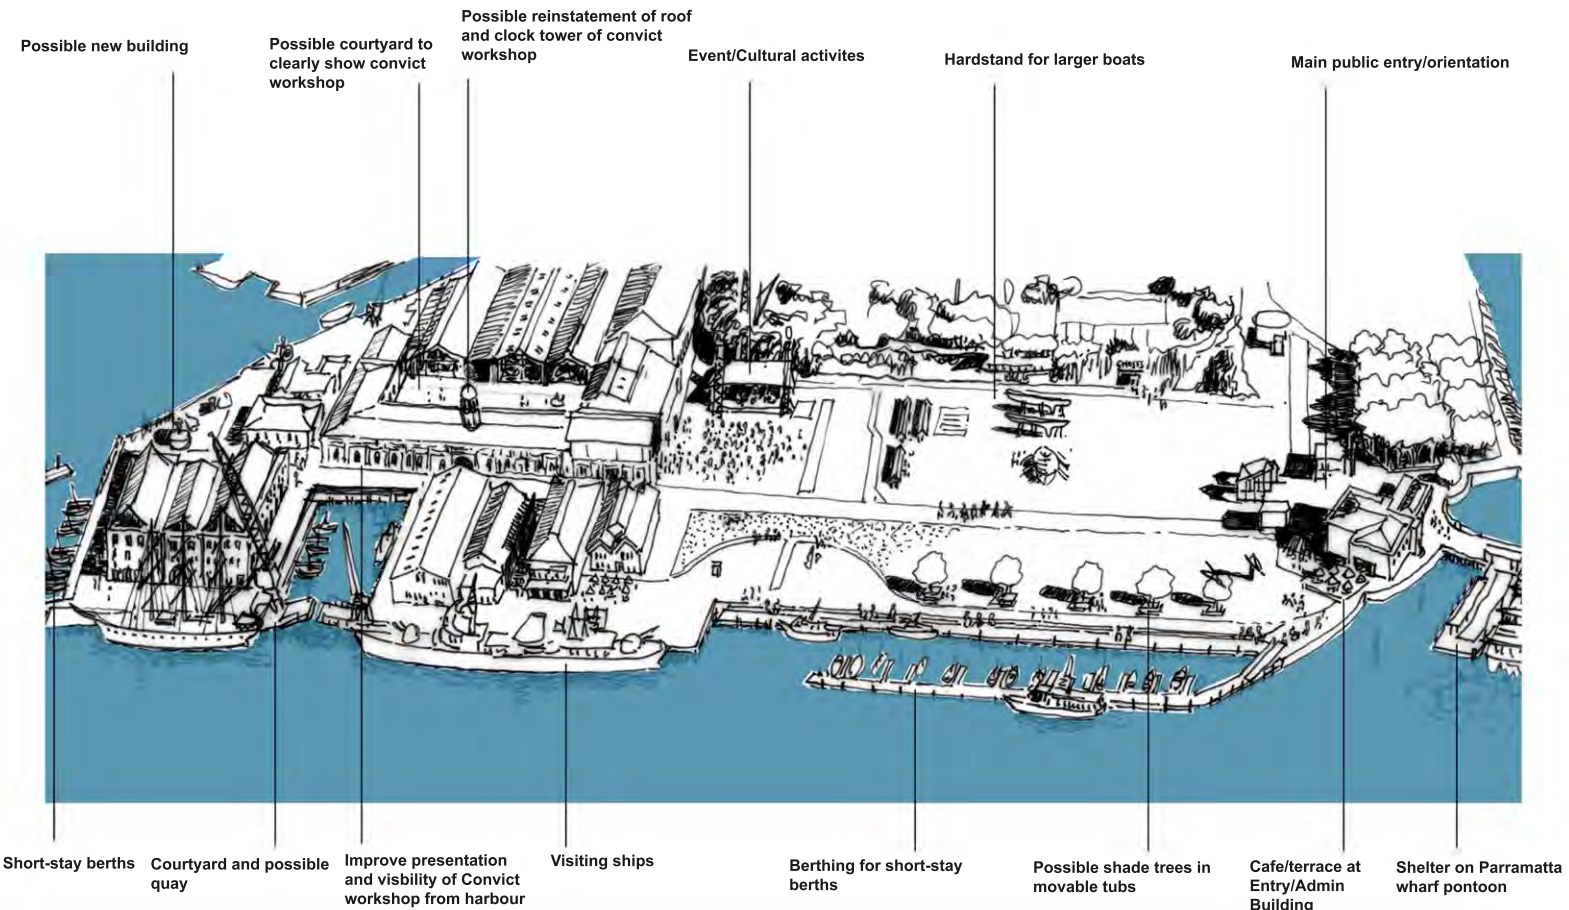 Possible new building
Possible courtyard to
clearly show convict
workshop
Possible reinstatement of roof
and clock tower of convict
workshop
Event/Cultural activites
Hardstand for larger boats
Main public entry/orientation
Short-stay berths
Courtyard and possible
quay
Improve presentation
and visbility of Convict
workshop from harbour
Visiting ships
Berthing for short-stay
berths
Possible shade trees in
movable tubs
Cafe/terrace at
Entry/Admin
Building
Shelter on Parramatta
wharf pontoon